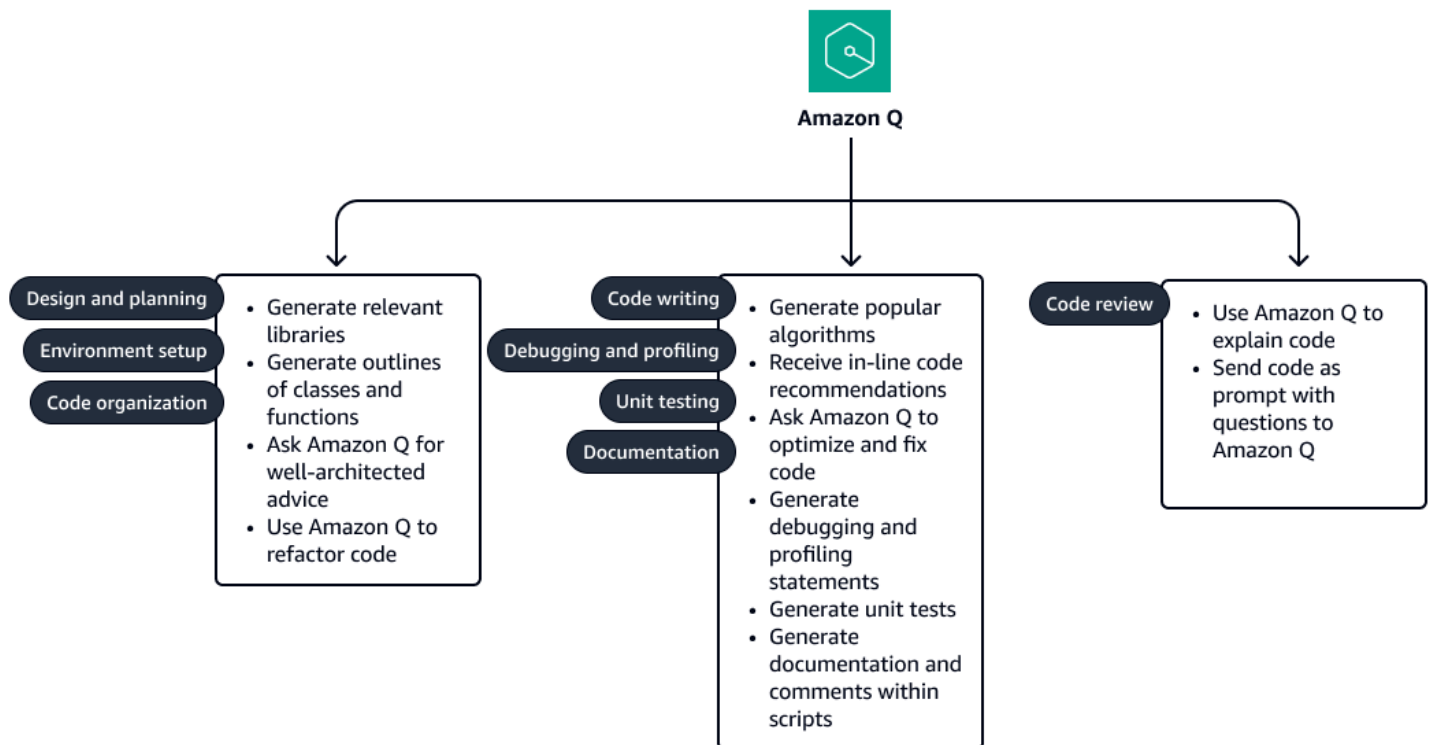 Amazon Q
Design and planning
Environment setup
Code organization
• Generate relevant
libraries
• Generate outlines
of classes and
functions
• Ask Amazon Q for
well-architected
advice
• Use Amazon Q to
refactor code
Code writing
Debugging and profiling
Unit testing
Documentation
• Generate popular
algorithms
• Receive in-line code
recommendations
• Ask Amazon Q to
optimize and fix
code
• Generate
debugging and
profiling
statements
• Generate unit tests
• Generate
documentation and
comments within
scripts
Code review
• Use Amazon Q to
explain code
• Send code as
prompt with
questions to
Amazon Q